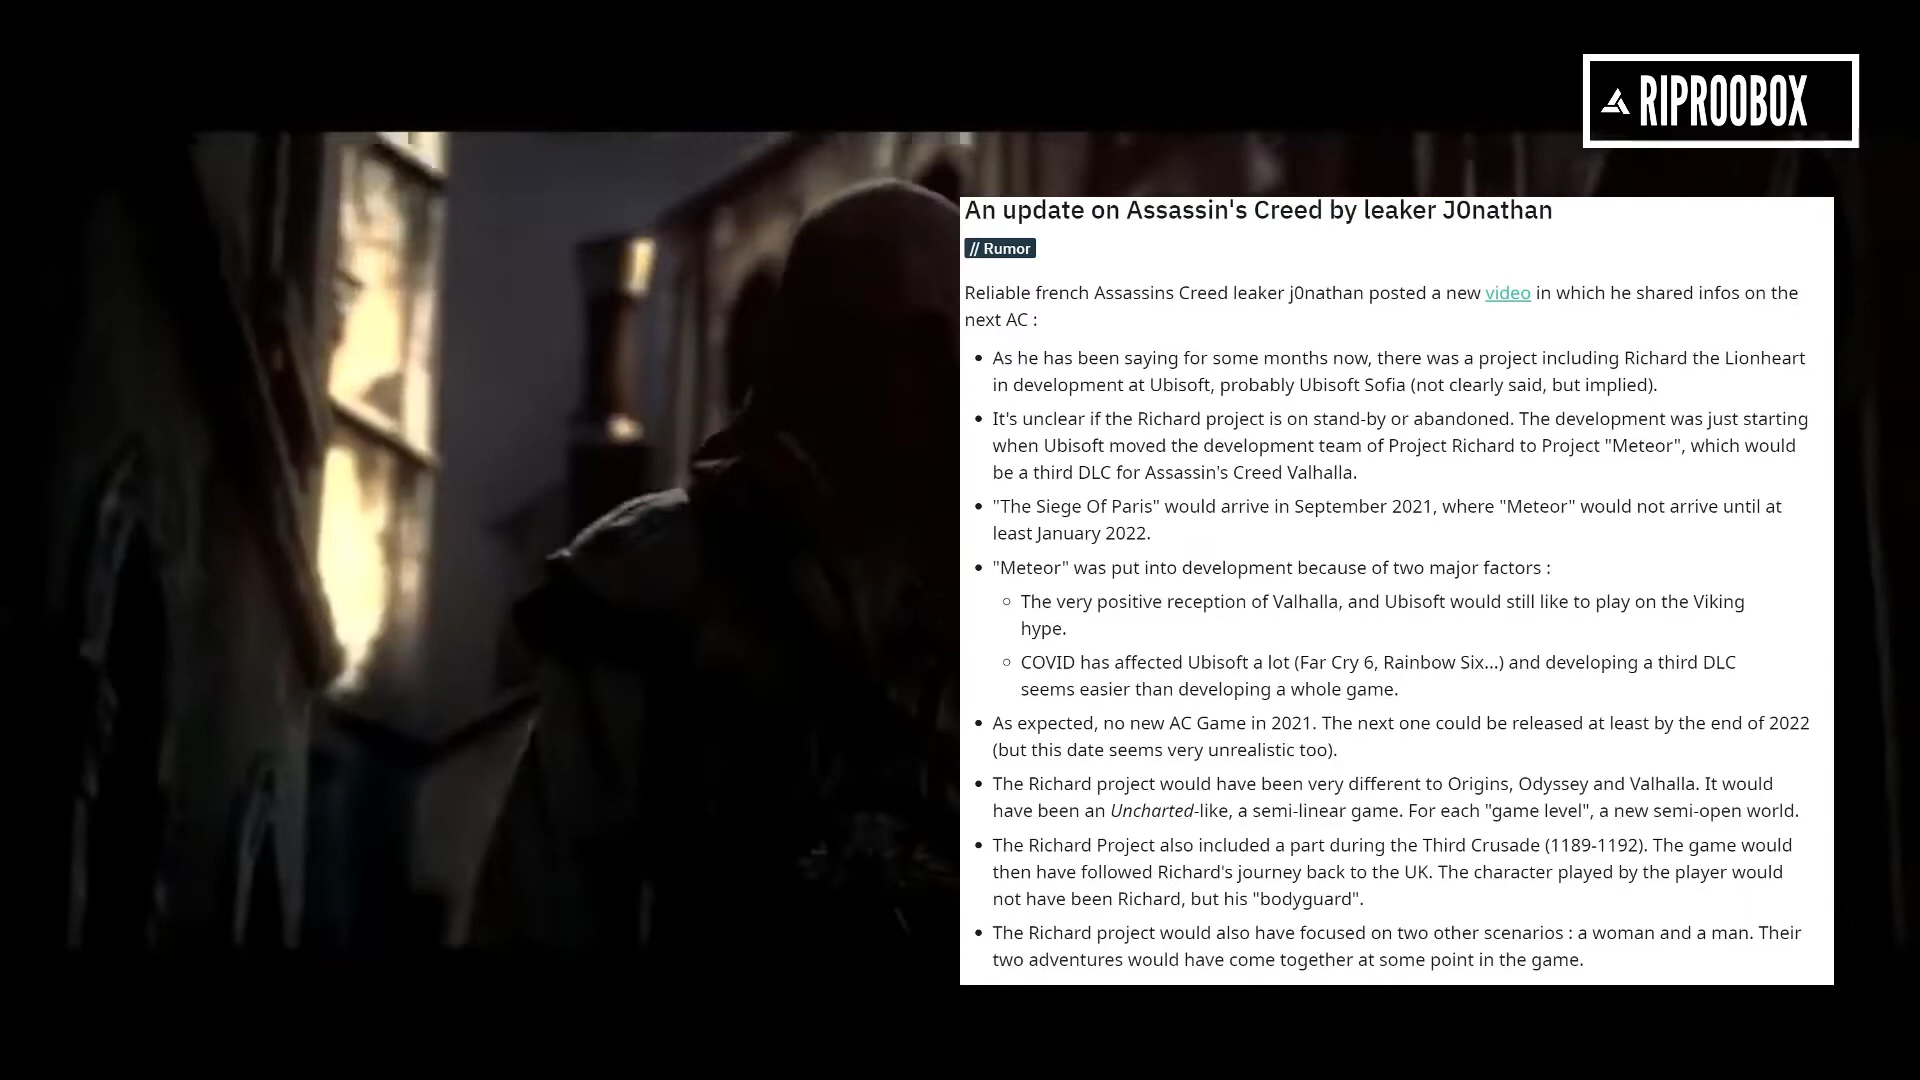 RIPROOBOX
An update on Assassin's Creed by leaker J0nathan
// Rumor
Reliable french Assassins Creed leaker j0nathan posted a new video in which he shared infos on the
next AC :
• As he has been saying for some months now, there was a project including Richard the Lionheart
in development at Ubisoft, probably Ubisoft Sofia (not clearly said, but implied).
• It's unclear if the Richard project is on stand-by or abandoned. The development was just starting
when Ubisoft moved the development team of Project Richard to Project "Meteor", which would
be a third DLC for Assassin's Creed Valhalla.
• "The Siege Of Paris" would arrive in September 2021, where "Meteor" would not arrive until at
least January 2022.
• "Meteor" was put into development because of two major factors :
◦ The very positive reception of Valhalla, and Ubisoft would still like to play on the Viking
hype.
◦ COVID has affected Ubisoft a lot (Far Cry 6, Rainbow Six...) and developing a third DLC
seems easier than developing a whole game.
• As expected, no new AC Game in 2021. The next one could be released at least by the end of 2022
(but this date seems very unrealistic too).
• The Richard project would have been very different to Origins, Odyssey and Valhalla. It would
have been an Uncharted-like, a semi-linear game. For each "game level", a new semi-open world.
• The Richard Project also included a part during the Third Crusade (1189-1192). The game would
then have followed Richard's journey back to the UK. The character played by the player would
not have been Richard, but his "bodyguard".
• The Richard project would also have focused on two other scenarios : a woman and a man. Their
two adventures would have come together at some point in the game.